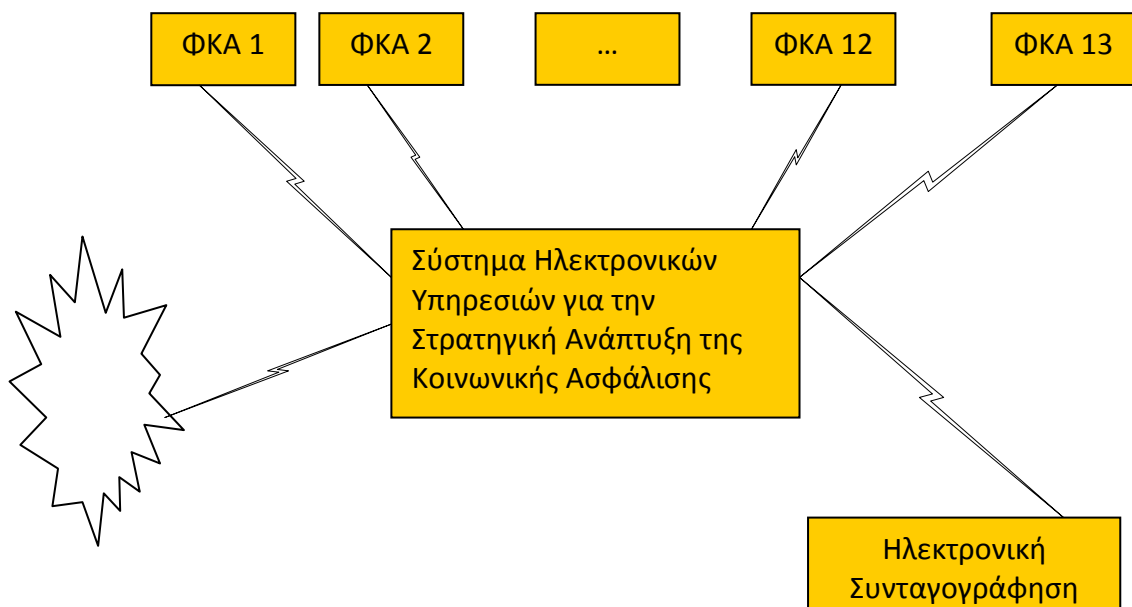 ΦΚΑ 1
ΦΚΑ 2
...
ΦΚΑ 12
ΦΚΑ 13
Σύστημα Ηλεκτρονικών
Υπηρεσιών για την
Στρατηγική Ανάπτυξη της
Κοινωνικής Ασφάλισης
Ηλεκτρονική
Συνταγογράφηση